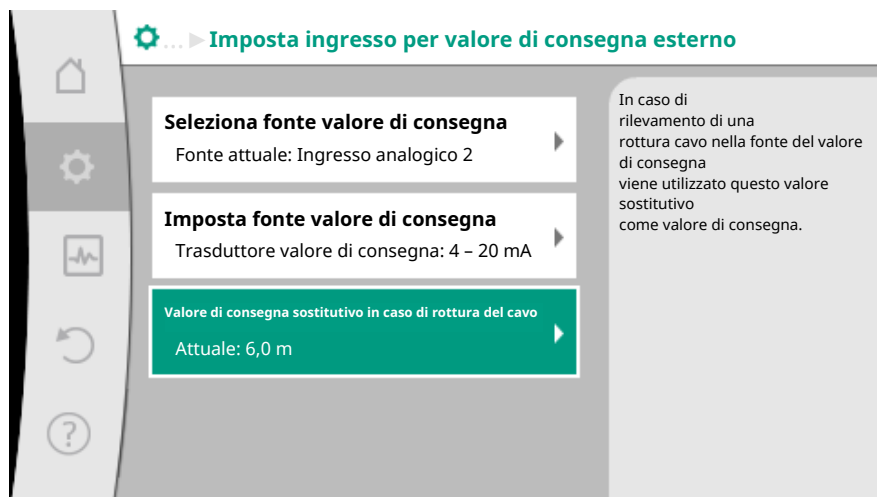 ... Imposta ingresso per valore di consegna esterno
Seleziona fonte valore di consegna
Fonte attuale: Ingresso analogico 2
Imposta fonte valore di consegna
Trasduttore valore di consegna: 4 – 20 mA
Valore di consegna sostitutivo in caso di rottura del cavo
Attuale: 6,0 m
?
In caso di
rilevamento di una
rottura cavo nella fonte del valore
di consegna
viene utilizzato questo valore
sostitutivo
come valore di consegna.